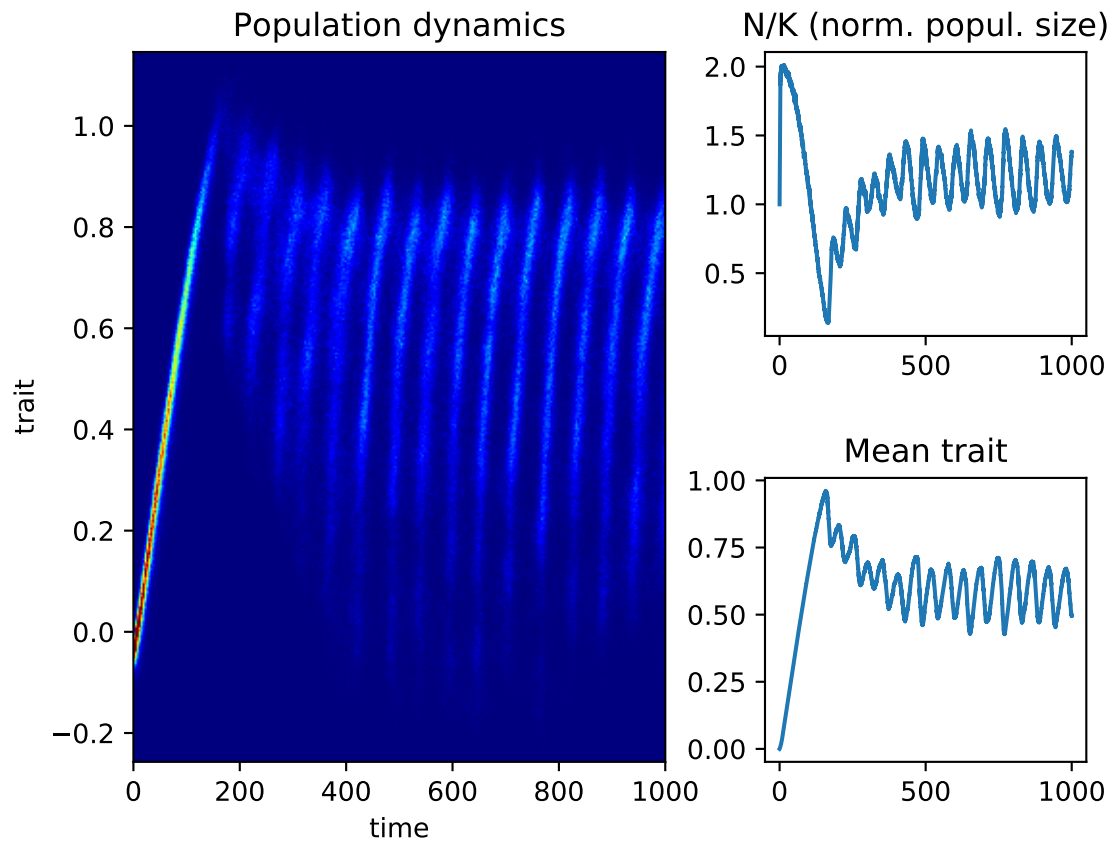 Population dynamics
1.0
0.8
0.6
0.4
0.2
0.0
−0.2
trait
0 200 400 600 800 1000
time
N/K (norm. popul. size)
2.0
1.5
1.0
0.5
0 500 1000
Mean trait
1.00
0.75
0.50
0.25
0.00
0 500 1000